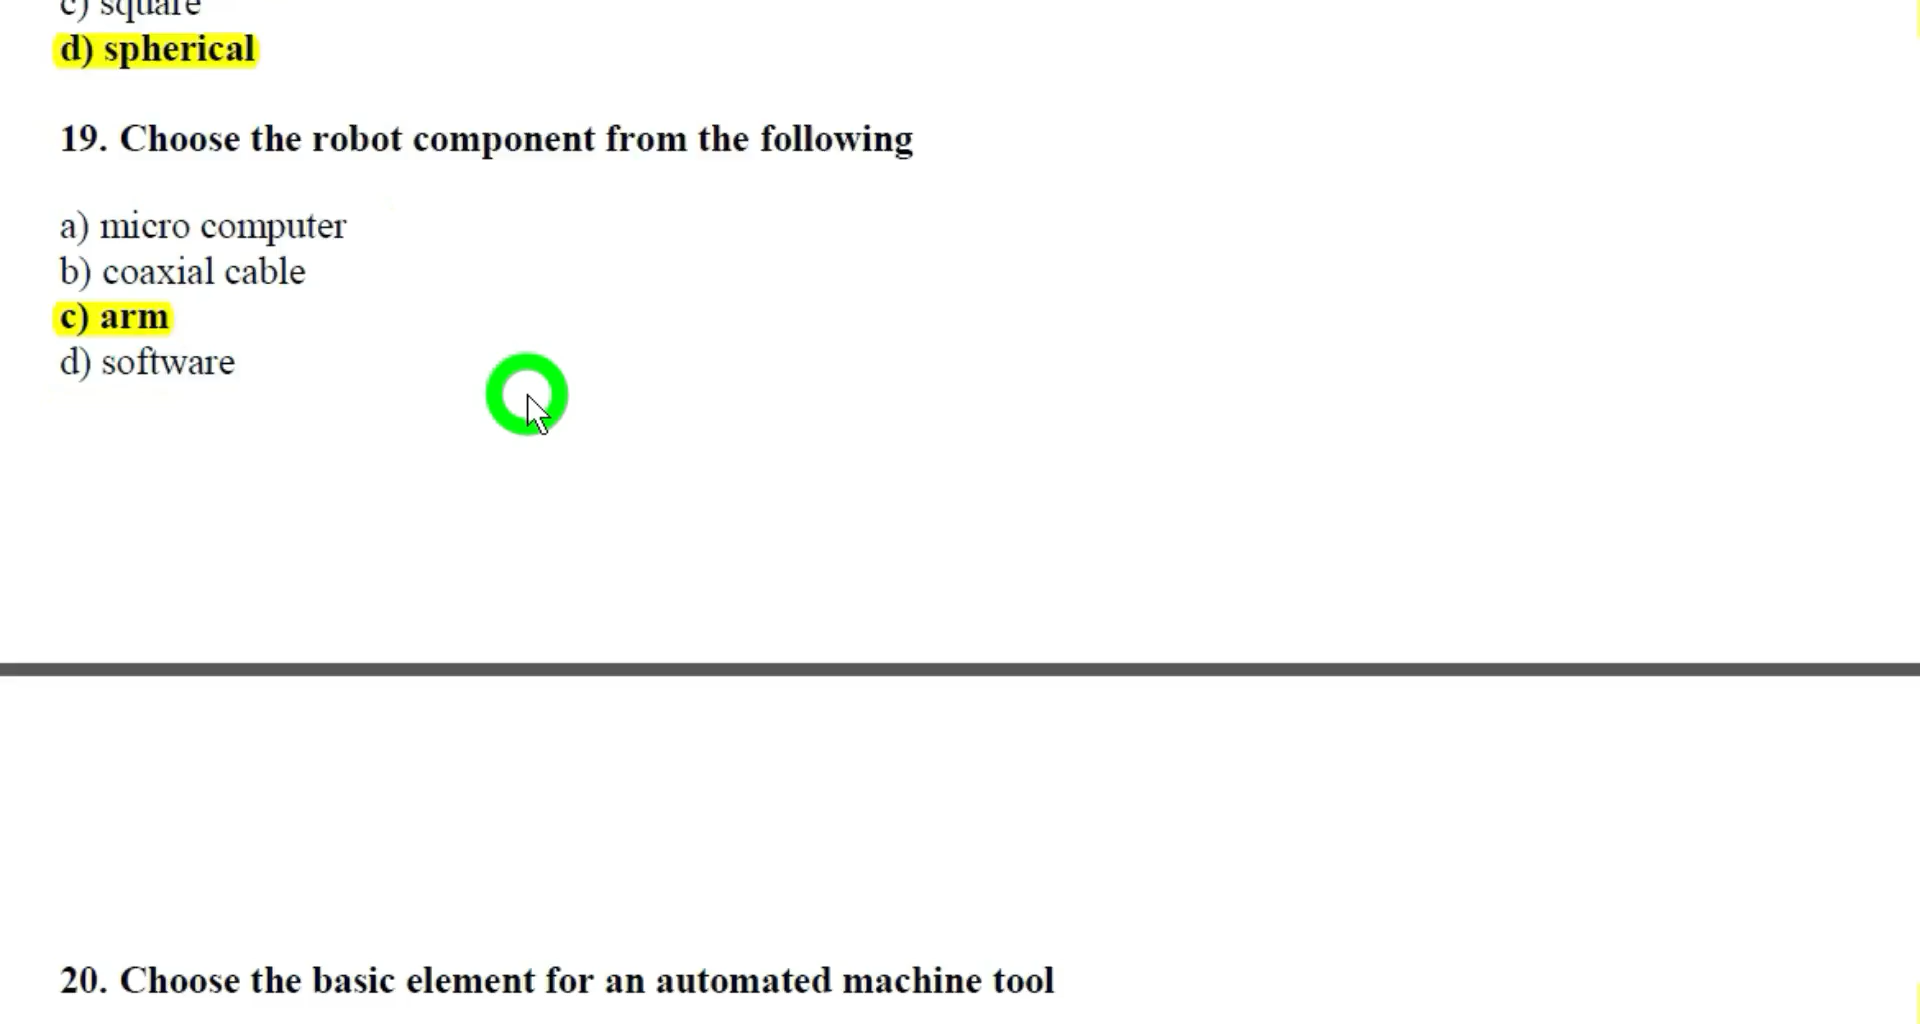 c) square
d) spherical
19. Choose the robot component from the following
a) micro computer
b) coaxial cable
c) arm
d) software
20. Choose the basic element for an automated machine tool